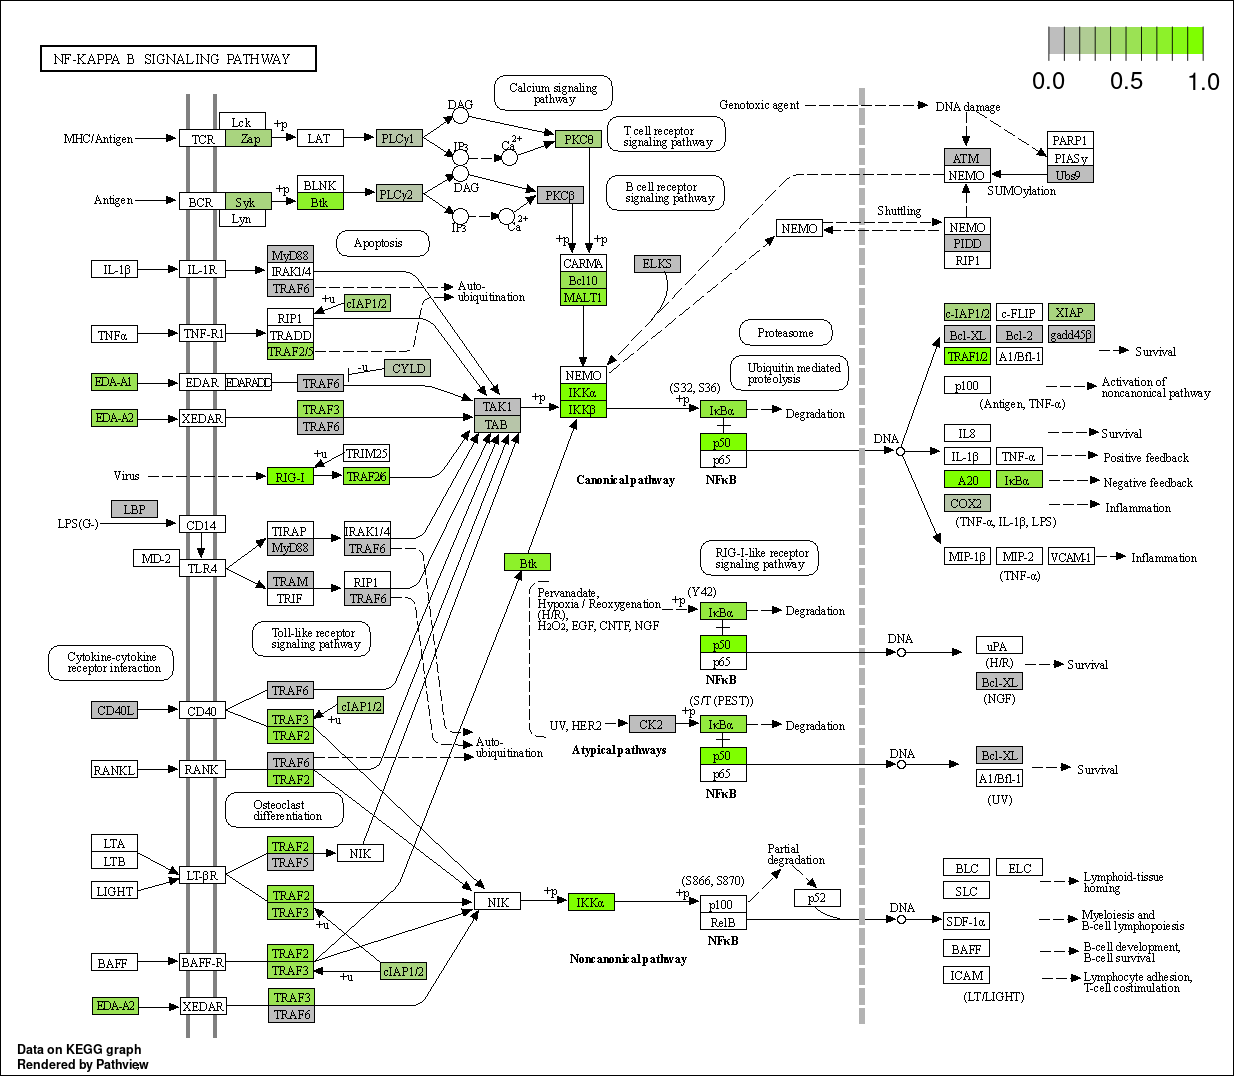 NF-KAPPA B SIGNALING PATHWAY
0.0 0.5 1.0
Calcium signaling
pathway
T cell receptor
signaling pathway
B cell receptor
signaling pathway
MHC/Antigen
TCR
Lck
Zap
+p
LAT
PLCγ1
DAG
IP3
Ca2+
PKCθ
Antigen
BCR
Syk
Lyn
+p
BLNK
Btk
PLCγ2
DAG
IP3
Ca2+
PKCβ
+p
+p
CARMA
Bcl10
MALT1
ELKS
Genotoxic agent
DNA damage
ATM
NEMO
PARP1
PIASy
Ubs9
SUMOylation
Shuttling
NEMO
NEMO
PIDD
RIP1
Apoptosis
IL-1β
IL-1R
MyD88
IRAK1/4
TRAF6
Auto-
ubiquitination
+u
cIAP1/2
TNFα
TNF-R1
RIP1
TRADD
TRAF2/5
-u
CYLD
EDA-A1
EDAR
EDARADD
TRAF6
EDA-A2
XEDAR
TRAF3
TRAF6
TAK1
TAB
+p
NEMO
IKKα
IKKβ
Proteasome
Ubiquitin mediated
proteolysis
(S32, S36)
+p
IκBα
Degradation
p50
p65
NFκB
Canonical pathway
DNA
c-IAP1/2
c-FLIP
XIAP
Bcl-XL
Bcl-2
gadd45β
TRAF1/2
A1/Bfl-1
Survival
p100
(Antigen, TNF-α)
Activation of
noncanonical pathway
IL8
Survival
IL-1β
TNF-α
Positive feedback
A20
IκBα
Negative feedback
COX2
Inflammation
(TNF-α, IL-1β, LPS)
MIP-1β
MIP-2
VCAM-1
Inflammation
(TNF-α)
Virus
RIG-I
+u
TRIM25
TRAF2/6
LBP
LPS(G-)
CD14
MD-2
TLR4
TIRAP
MyD88
IRAK1/4
TRAF6
TRAM
TRIF
RIP1
TRAF6
Toll-like receptor
signaling pathway
Cytokine-cytokine
receptor interaction
Btk
Pervanadate,
Hypoxia / Reoxygenation
(H/R),
H2O2, EGF, CNTF, NGF
RIG-I-like receptor
signaling pathway
(Y42)
+p
IκBα
Degradation
p50
p65
NFκB
DNA
uPA
(H/R)
Bcl-XL
(NGF)
Survival
CD40L
CD40
TRAF6
TRAF3
TRAF2
cIAP1/2
+u
Auto-
ubiquitination
UV, HER2
CK2
+p
(S/T (PEST))
IκBα
Degradation
Atypical pathways
p50
p65
NFκB
DNA
Bcl-XL
A1/Bfl-1
(UV)
Survival
RANKL
RANK
TRAF6
TRAF2
Osteoclast
differentiation
LTA
LTB
LIGHT
LT-βR
TRAF2
TRAF5
NIK
TRAF2
TRAF3
+u
NIK
+p
IKKα
(S866, S870)
+p
p100
RelB
NFκB
Partial
degradation
p52
DNA
Noncanonical pathway
BLC
ELC
SLC
Lymphoid-tissue
homing
SDF-1α
Myeloiesis and
B-cell lymphopoiesis
BAFF
B-cell development,
B-cell survival
ICAM
Lymphocyte adhesion,
T-cell costimulation
(LT/LIGHT)
BAFF
BAFF-R
TRAF2
TRAF3
+u
cIAP1/2
EDA-A2
XEDAR
TRAF3
TRAF6
Data on KEGG graph
Rendered by Pathview